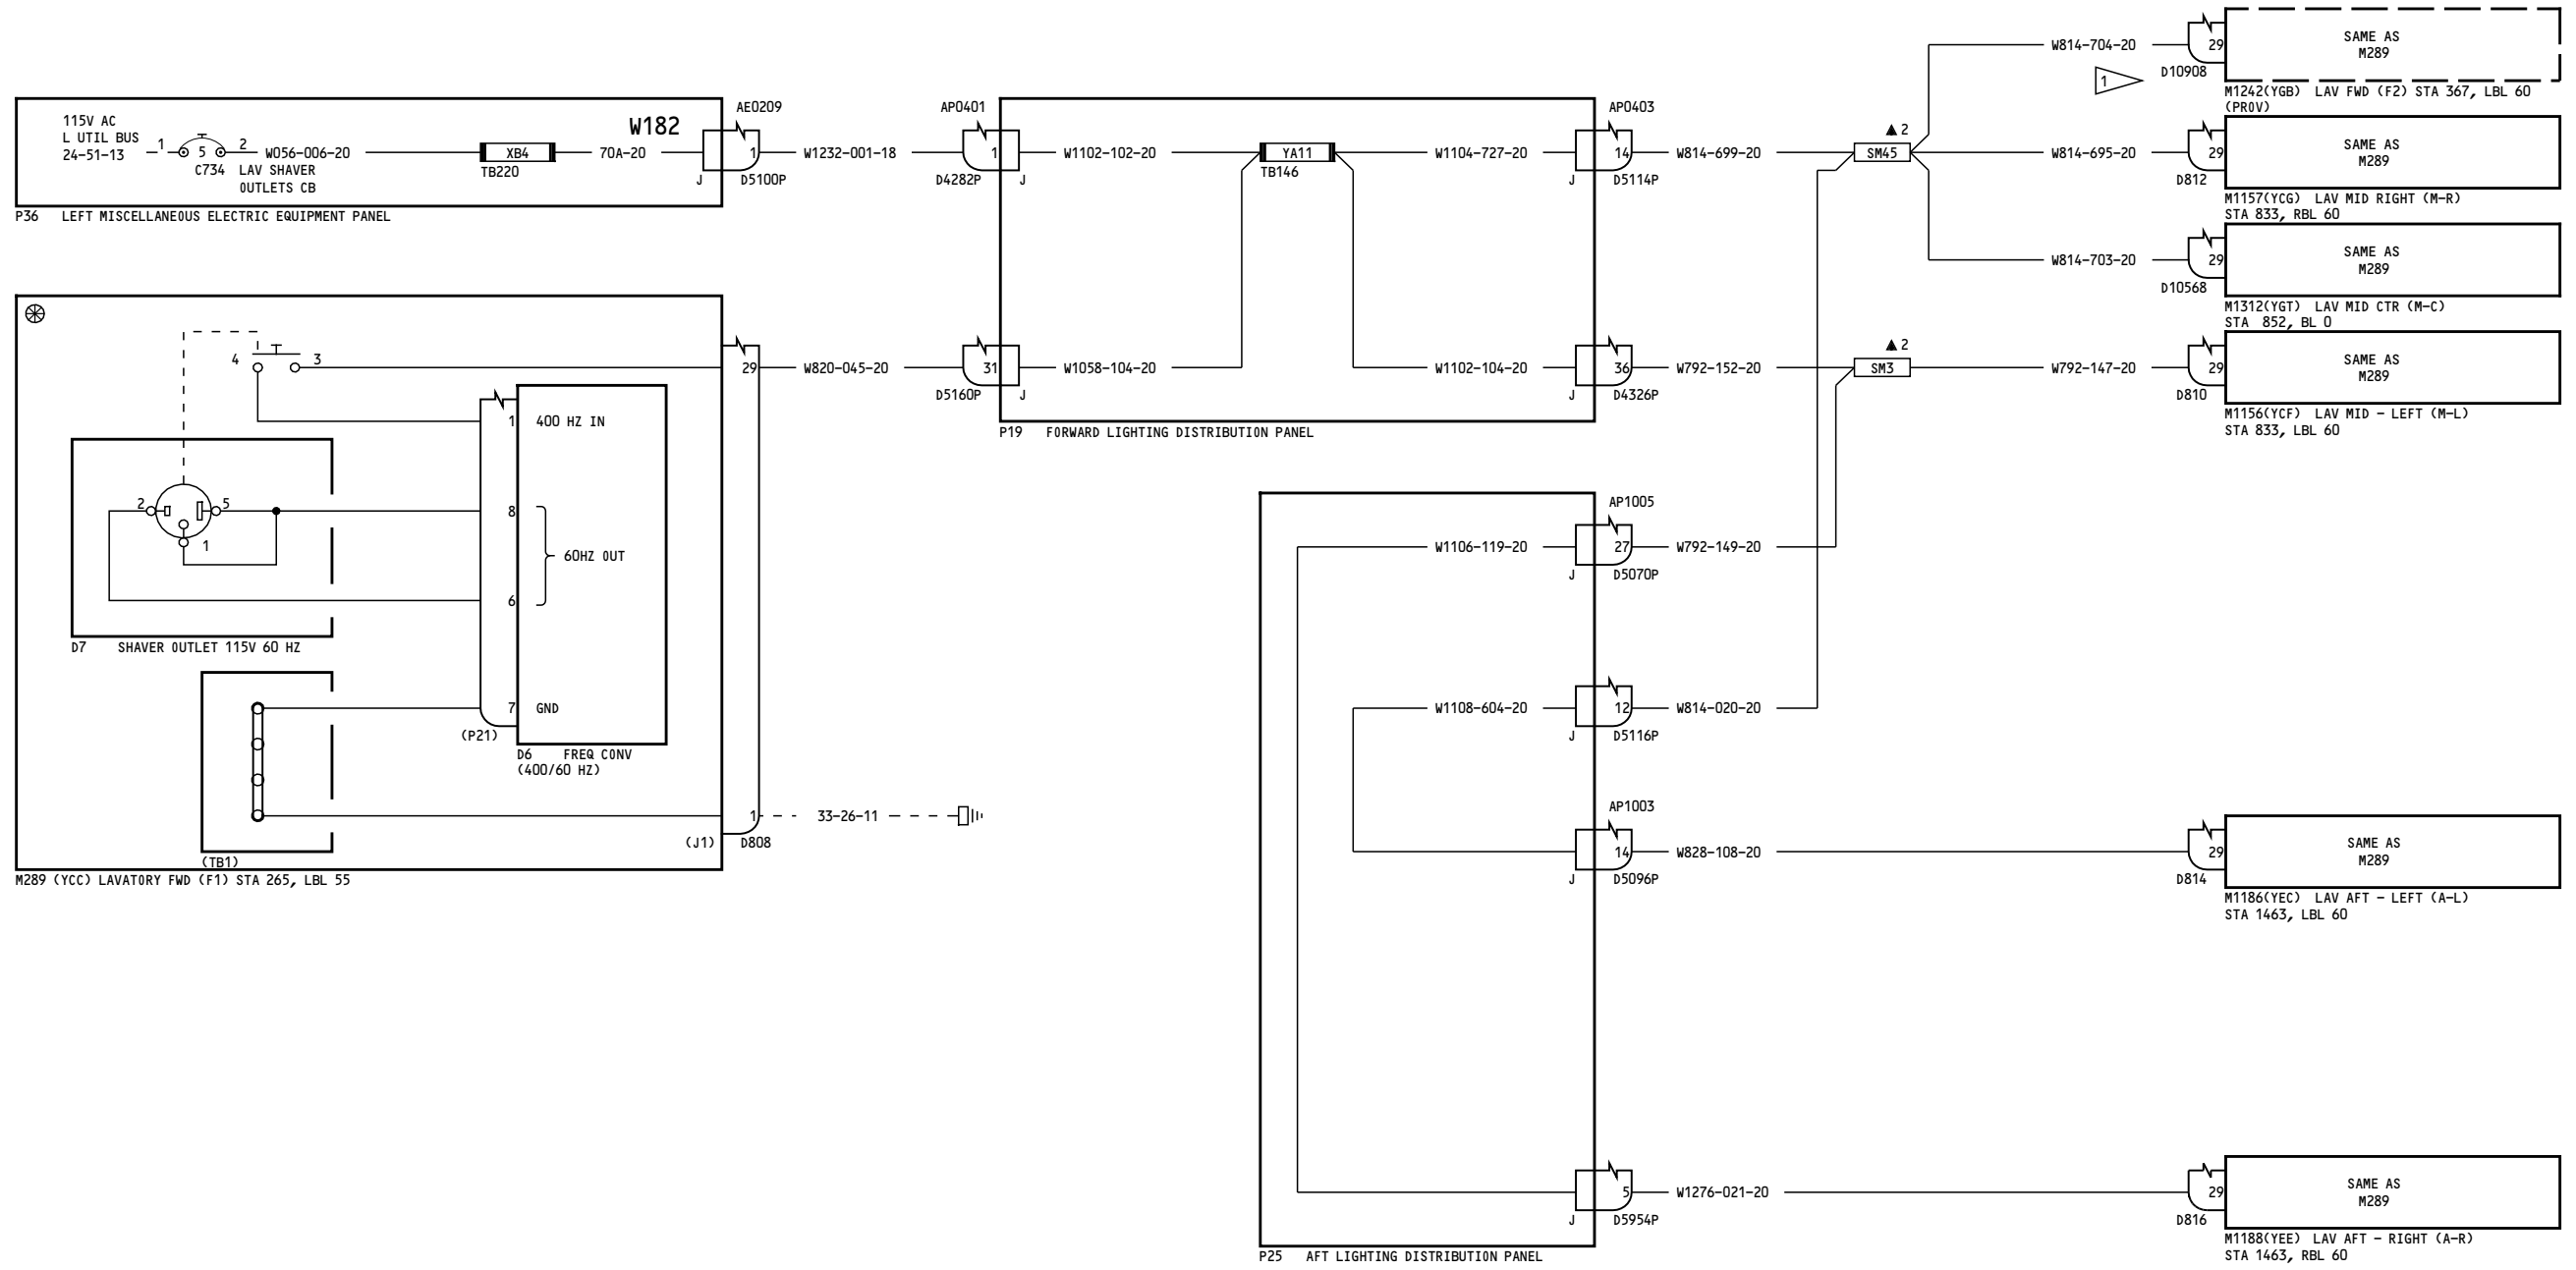 115V AC
L UTIL BUS
24-51-13
1
5
2
C734
LAV SHAVER
OUTLETS CB
W056-006-20
XB4
TB220
70A-20
W182
AE0209
1
J
D5100P
P36 LEFT MISCELLANEOUS ELECTRIC EQUIPMENT PANEL
W1232-001-18
AP0401
1
D4282P
J
W1102-102-20
YA11
TB146
W1104-727-20
AP0403
14
J
D5114P
W814-699-20
▲ 2
SM45
W814-704-20
1
29
D10908
SAME AS
M289
M1242(YGB) LAV FWD (F2) STA 367, LBL 60
(PROV)
W814-695-20
29
D812
SAME AS
M289
M1157(YCG) LAV MID RIGHT (M-R)
STA 833, RBL 60
W814-703-20
29
D10568
SAME AS
M289
M1312(YGT) LAV MID CTR (M-C)
STA 852, BL 0
4
3
29
W820-045-20
31
D5160P
J
W1058-104-20
W1102-104-20
36
J
D4326P
W792-152-20
▲ 2
SM3
W792-147-20
29
D810
SAME AS
M289
M1156(YCF) LAV MID - LEFT (M-L)
STA 833, LBL 60
P19 FORWARD LIGHTING DISTRIBUTION PANEL
1
400 HZ IN
2
5
1
8
60HZ OUT
6
D7 SHAVER OUTLET 115V 60 HZ
7
GND
(P21)
D6 FREQ CONV
(400/60 HZ)
1
33-26-11
(J1)
D808
(TB1)
M289 (YCC) LAVATORY FWD (F1) STA 265, LBL 55
AP1005
W1106-119-20
27
J
D5070P
W792-149-20
W1108-604-20
12
J
D5116P
W814-020-20
AP1003
14
J
D5096P
W828-108-20
29
D814
SAME AS
M289
M1186(YEC) LAV AFT - LEFT (A-L)
STA 1463, LBL 60
5
J
D5954P
W1276-021-20
29
D816
SAME AS
M289
M1188(YEE) LAV AFT - RIGHT (A-R)
STA 1463, RBL 60
P25 AFT LIGHTING DISTRIBUTION PANEL